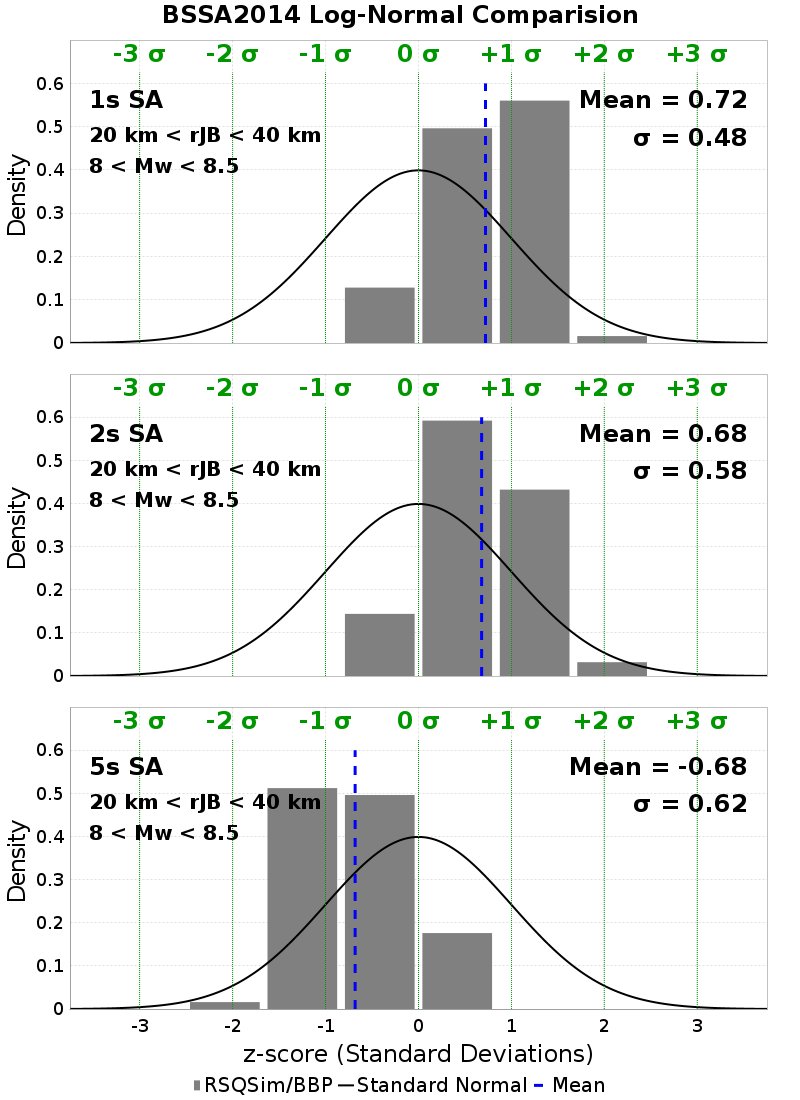 BSSA2014 Log-Normal Comparision
-3 σ -2 σ -1 σ 0 σ +1 σ +2 σ +3 σ
1s SA
20 km < rJB < 40 km
8 < Mw < 8.5
Mean = 0.72
σ = 0.48
Density
0.6
0.5
0.4
0.3
0.2
0.1
0
-3 σ -2 σ -1 σ 0 σ +1 σ +2 σ +3 σ
2s SA
20 km < rJB < 40 km
8 < Mw < 8.5
Mean = 0.68
σ = 0.58
Density
0.6
0.5
0.4
0.3
0.2
0.1
0
-3 σ -2 σ -1 σ 0 σ +1 σ +2 σ +3 σ
5s SA
20 km < rJB < 40 km
8 < Mw < 8.5
Mean = -0.68
σ = 0.62
Density
0.6
0.5
0.4
0.3
0.2
0.1
0
-3 -2 -1 0 1 2 3
z-score (Standard Deviations)
RSQSim/BBP Standard Normal Mean